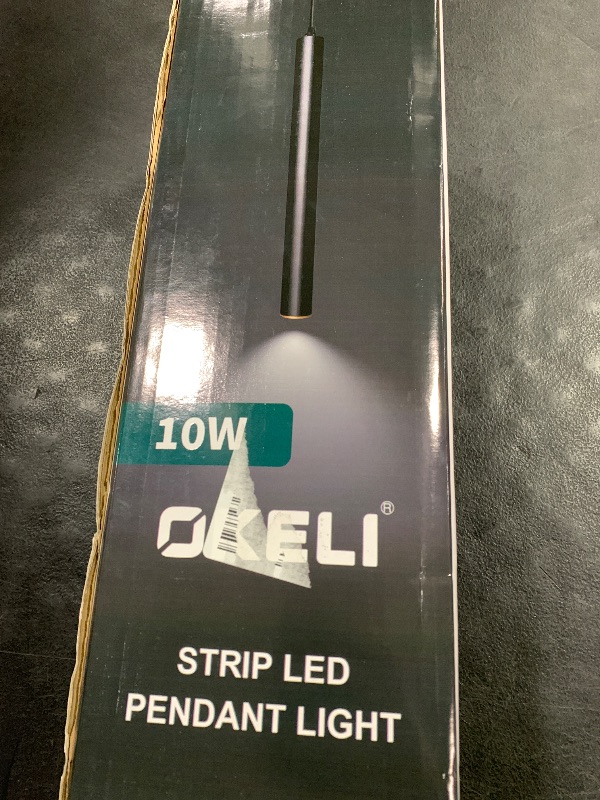 10W
OKELI®
STRIP LED
PENDANT LIGHT